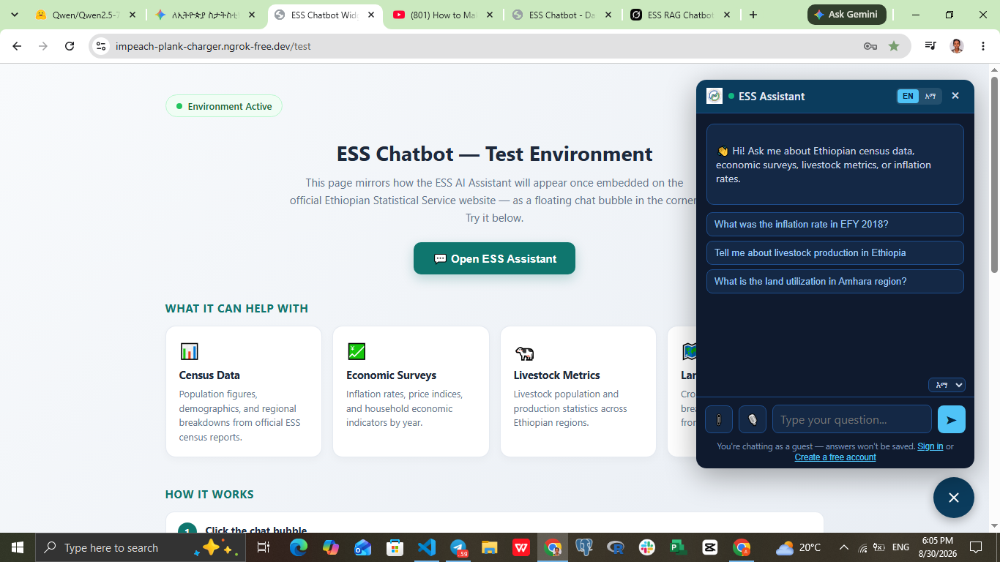 Qwen/Qwen2.5-7
ለኢትዮጵያ ስታትስቲ
ESS Chatbot Wid
(801) How to Ma
ESS Chatbot - Da
ESS RAG Chatbot
Ask Gemini
impeach-plank-charger.ngrok-free.dev/test
Environment Active
ESS Chatbot — Test Environment
This page mirrors how the ESS AI Assistant will appear once embedded on the
official Ethiopian Statistical Service website — as a floating chat bubble in the corner
Try it below.
💬 Open ESS Assistant
WHAT IT CAN HELP WITH
Census Data
Population figures,
demographics, and regional
breakdowns from official ESS
census reports.
Economic Surveys
Inflation rates, price indices,
and household economic
indicators by year.
Livestock Metrics
Livestock population and
production statistics across
Ethiopian regions.
Lan
Cro
brea
from
HOW IT WORKS
1 Click the chat bubble
ESS Assistant
EN አማ
👋 Hi! Ask me about Ethiopian census data,
economic surveys, livestock metrics, or inflation
rates.
What was the inflation rate in EFY 2018?
Tell me about livestock production in Ethiopia
What is the land utilization in Amhara region?
አማ
Type your question...
You're chatting as a guest — answers won't be saved. Sign in or
Create a free account
Type here to search
59
20°C
ENG
6:05 PM
8/30/2026